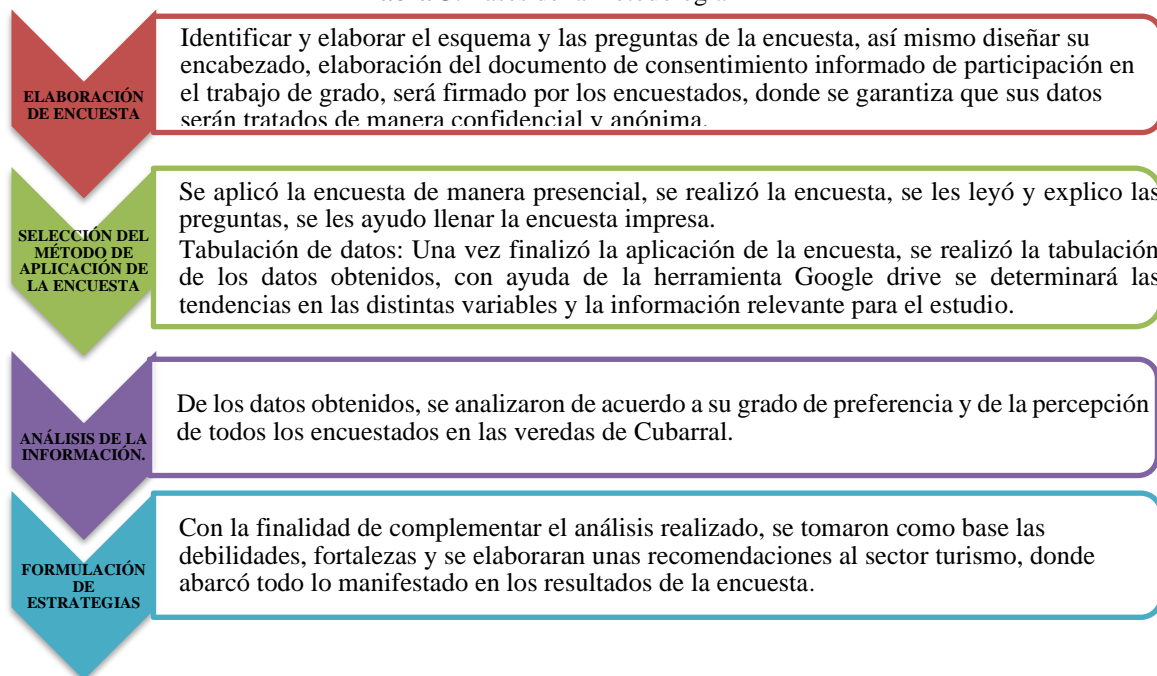 ELABORACIÓN
DE ENCUESTA
Identificar y elaborar el esquema y las preguntas de la encuesta, así mismo diseñar su
encabezado, elaboración del documento de consentimiento informado de participación en
el trabajo de grado, será firmado por los encuestados, donde se garantiza que sus datos
serán tratados de manera confidencial y anónima.
SELECCIÓN DEL
MÉTODO DE
APLICACIÓN DE
LA ENCUESTA
Se aplicó la encuesta de manera presencial, se realizó la encuesta, se les leyó y explico las
preguntas, se les ayudo llenar la encuesta impresa.
Tabulación de datos: Una vez finalizó la aplicación de la encuesta, se realizó la tabulación
de los datos obtenidos, con ayuda de la herramienta Google drive se determinará las
tendencias en las distintas variables y la información relevante para el estudio.
ANÁLISIS DE LA
INFORMACIÓN.
De los datos obtenidos, se analizaron de acuerdo a su grado de preferencia y de la percepción
de todos los encuestados en las veredas de Cubarral.
FORMULACIÓN
DE
ESTRATEGIAS
Con la finalidad de complementar el análisis realizado, se tomaron como base las
debilidades, fortalezas y se elaboraran unas recomendaciones al sector turismo, donde
abarcó todo lo manifestado en los resultados de la encuesta.